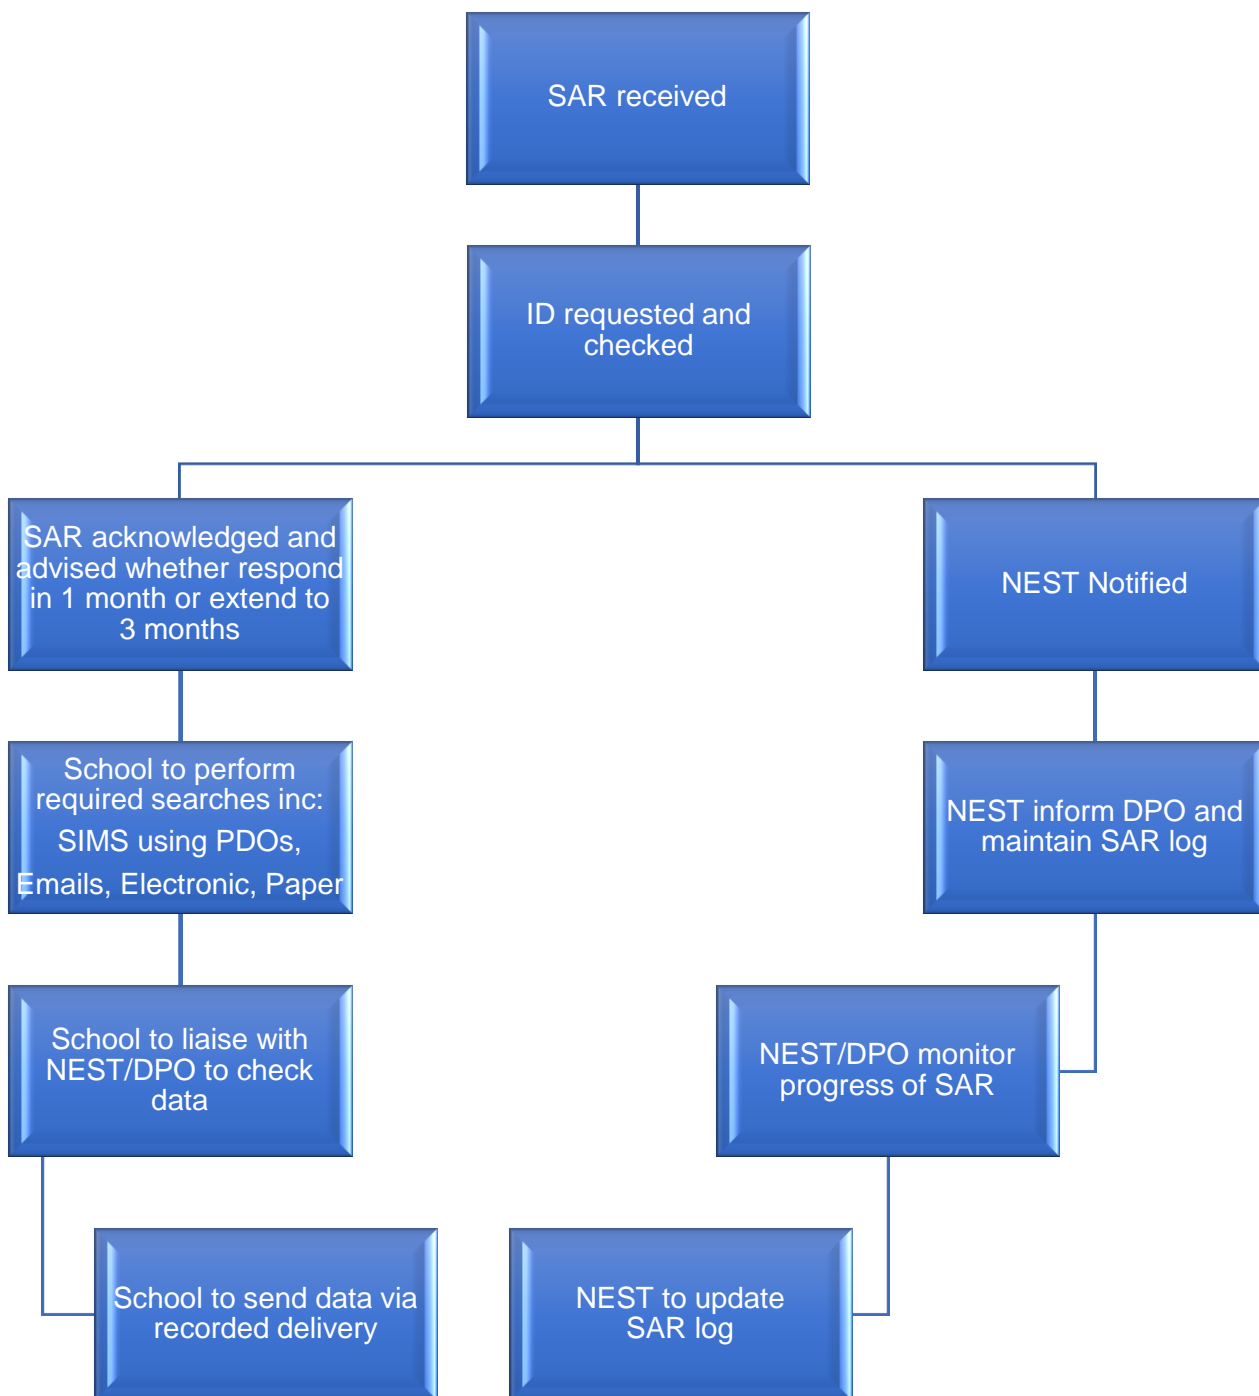 SAR received
ID requested and
checked
SAR acknowledged and
advised whether respond
in 1 month or extend to
3 months
NEST Notified
School to perform
required searches inc:
SIMS using PDOs,
Emails, Electronic, Paper
NEST inform DPO and
maintain SAR log
School to liaise with
NEST/DPO to check
data
NEST/DPO monitor
progress of SAR
School to send data via
recorded delivery
NEST to update
SAR log